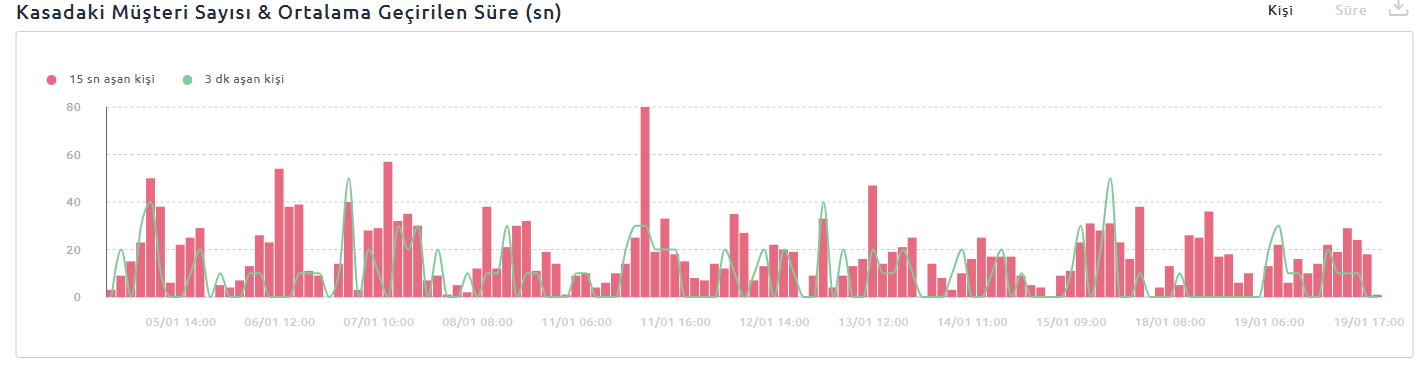 Kasadaki Müşteri Sayısı & Ortalama Geçirilen Süre (sn)
Kişi Süre
15 sn aşan kişi 3 dk aşan kişi
80
60
40
20
0
05/01 14:00 06/01 12:00 07/01 10:00 08/01 08:00 11/01 06:00 11/01 16:00 12/01 14:00 13/01 12:00 14/01 11:00 15/01 09:00 18/01 08:00 19/01 06:00 19/01 17:00